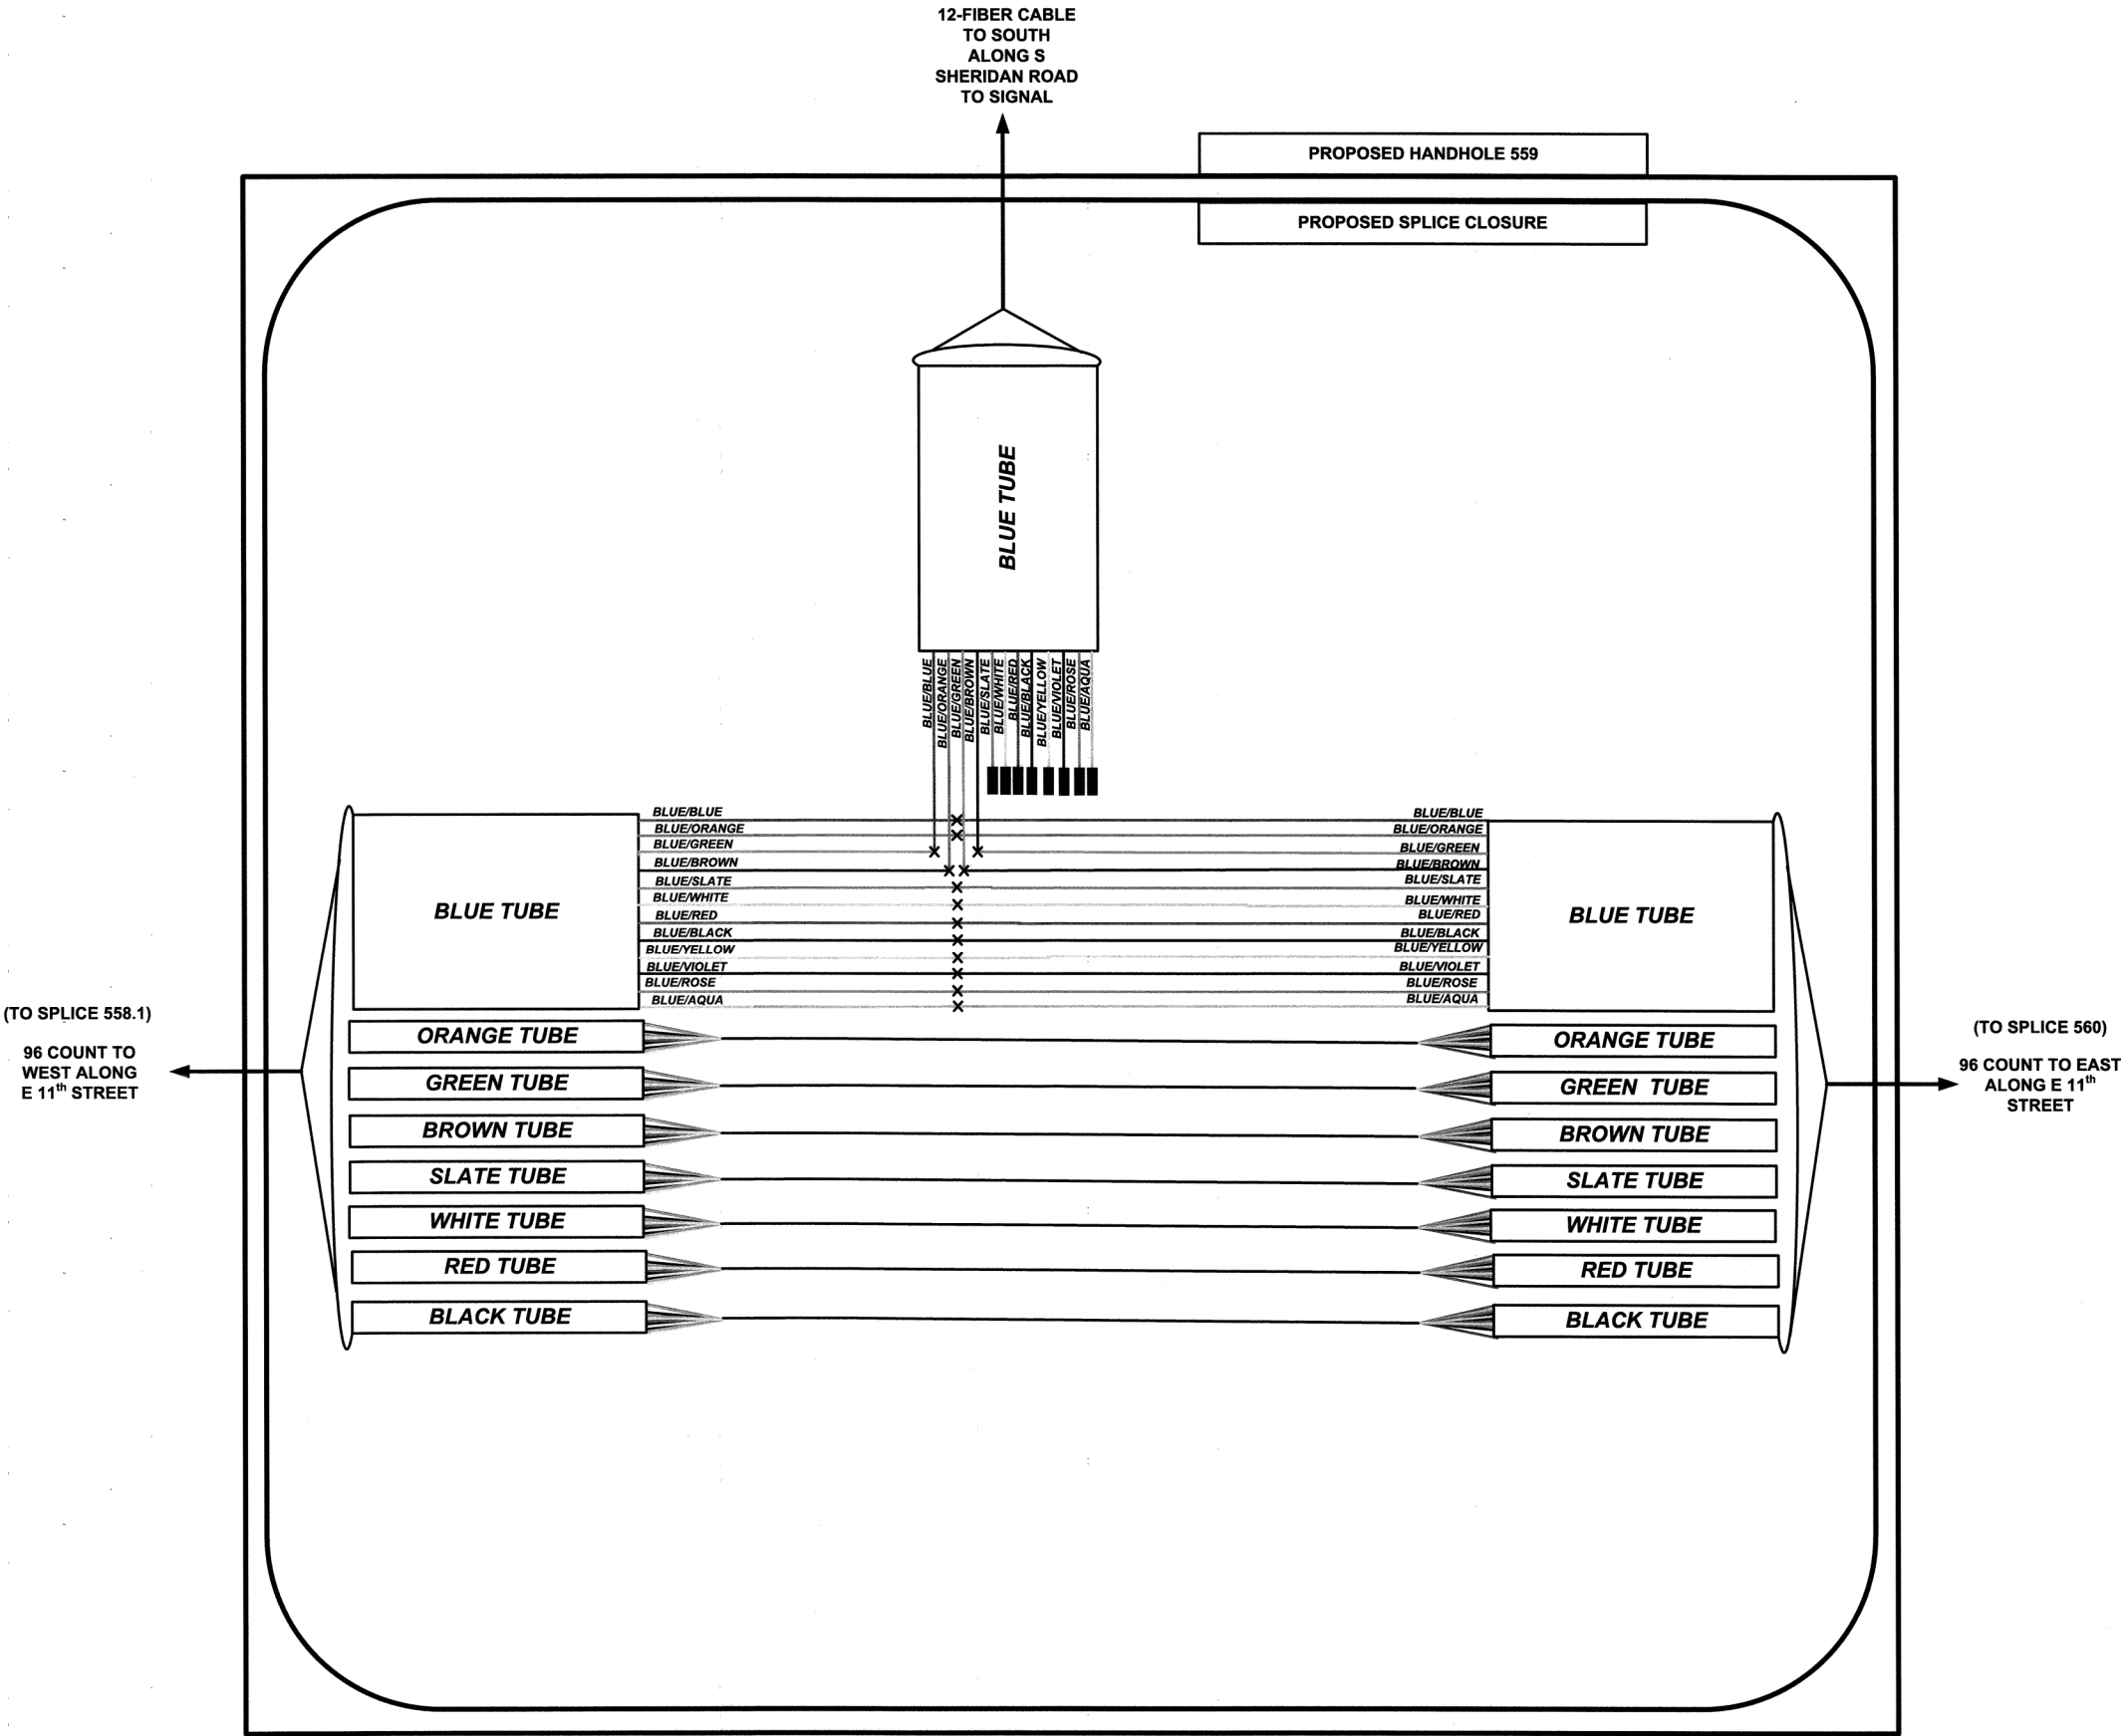 12-FIBER CABLE
TO SOUTH
ALONG S
SHERIDAN ROAD
TO SIGNAL
PROPOSED HANDHOLE 559
PROPOSED SPLICE CLOSURE
BLUE TUBE
BLUE/BLUE
BLUE/ORANGE
BLUE/GREEN
BLUE/BROWN
BLUE/SLATE
BLUE/WHITE
BLUE/RED
BLUE/BLACK
BLUE/YELLOW
BLUE/VIOLET
BLUE/ROSE
BLUE/AQUA
BLUE TUBE
BLUE/BLUE
BLUE/ORANGE
BLUE/GREEN
BLUE/BROWN
BLUE/SLATE
BLUE/WHITE
BLUE/RED
BLUE/BLACK
BLUE/YELLOW
BLUE/VIOLET
BLUE/ROSE
BLUE/AQUA
BLUE/BLUE
BLUE/ORANGE
BLUE/GREEN
BLUE/BROWN
BLUE/SLATE
BLUE/WHITE
BLUE/RED
BLUE/BLACK
BLUE/YELLOW
BLUE/VIOLET
BLUE/ROSE
BLUE/AQUA
BLUE TUBE
(TO SPLICE 558.1)
96 COUNT TO
WEST ALONG
E 11th STREET
ORANGE TUBE
GREEN TUBE
BROWN TUBE
SLATE TUBE
WHITE TUBE
RED TUBE
BLACK TUBE
ORANGE TUBE
GREEN TUBE
BROWN TUBE
SLATE TUBE
WHITE TUBE
RED TUBE
BLACK TUBE
(TO SPLICE 560)
96 COUNT TO EAST
ALONG E 11th
STREET